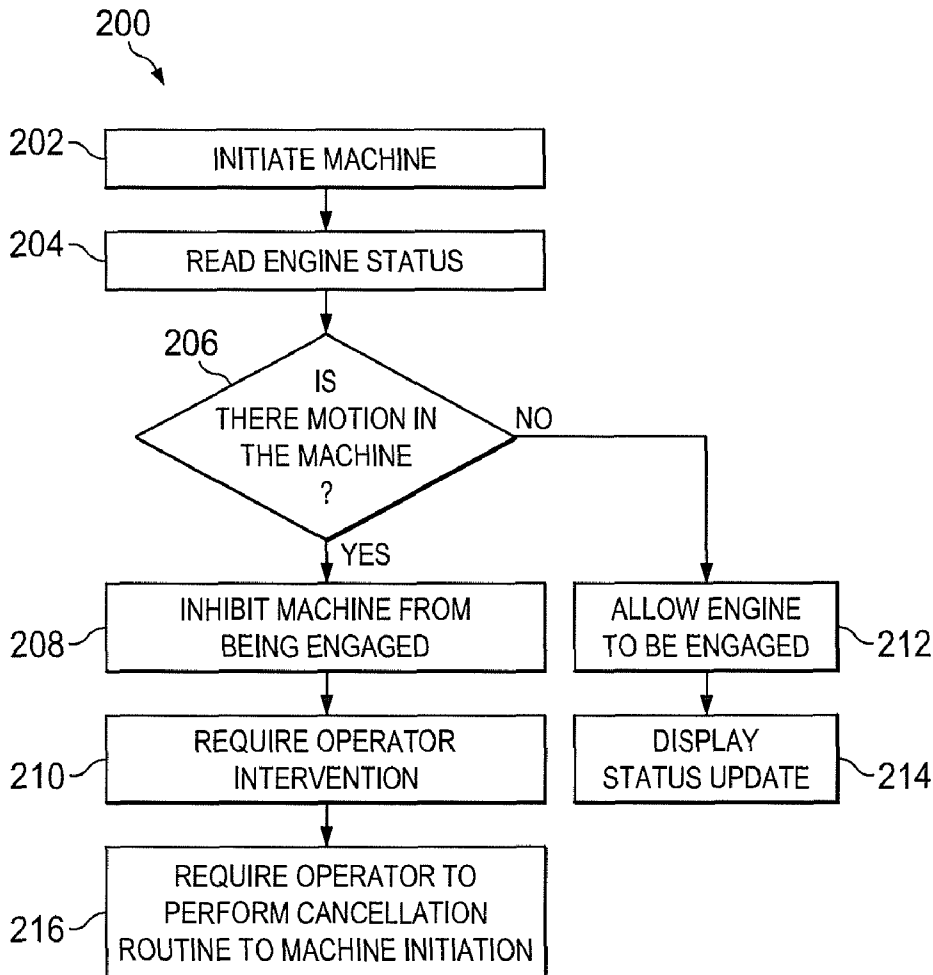 200
202
INITIATE MACHINE
204
READ ENGINE STATUS
206
IS
THERE MOTION IN
THE MACHINE
?
NO
YES
208
INHIBIT MACHINE FROM
BEING ENGAGED
ALLOW ENGINE
TO BE ENGAGED
212
210
REQUIRE OPERATOR
INTERVENTION
DISPLAY
STATUS UPDATE
214
216
REQUIRE OPERATOR TO
PERFORM CANCELLATION
ROUTINE TO MACHINE INITIATION